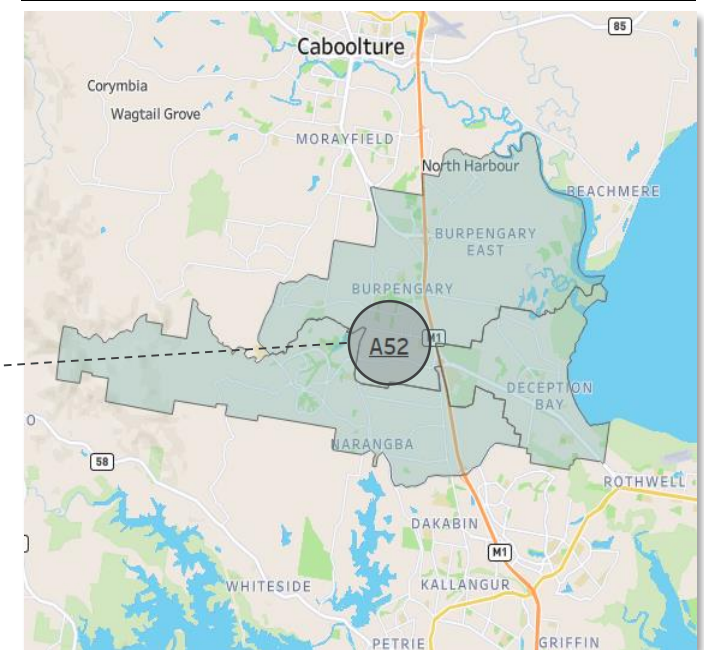 85
Caboolture
Corymbia
Wagtail Grove
MORAYFIELD
North Harbour
BEACHMERE
BURPENGARY
EAST
BURPENGARY
A52
M1
DECEPTION
BAY
O
NARANGBA
58
ROTHWELL
DAKABIN
M1
WHITESIDE
KALLANGUR
PETRIE
GRIFFIN